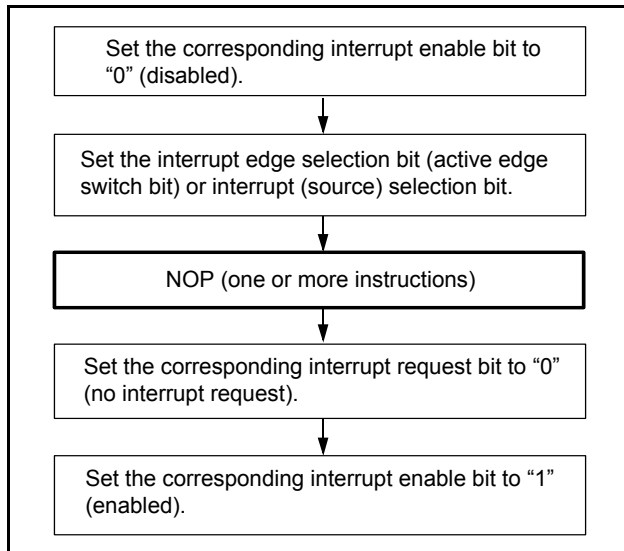 Set the corresponding interrupt enable bit to
“0” (disabled).
Set the interrupt edge selection bit (active edge
switch bit) or interrupt (source) selection bit.
NOP (one or more instructions)
Set the corresponding interrupt request bit to “0”
(no interrupt request).
Set the corresponding interrupt enable bit to “1”
(enabled).